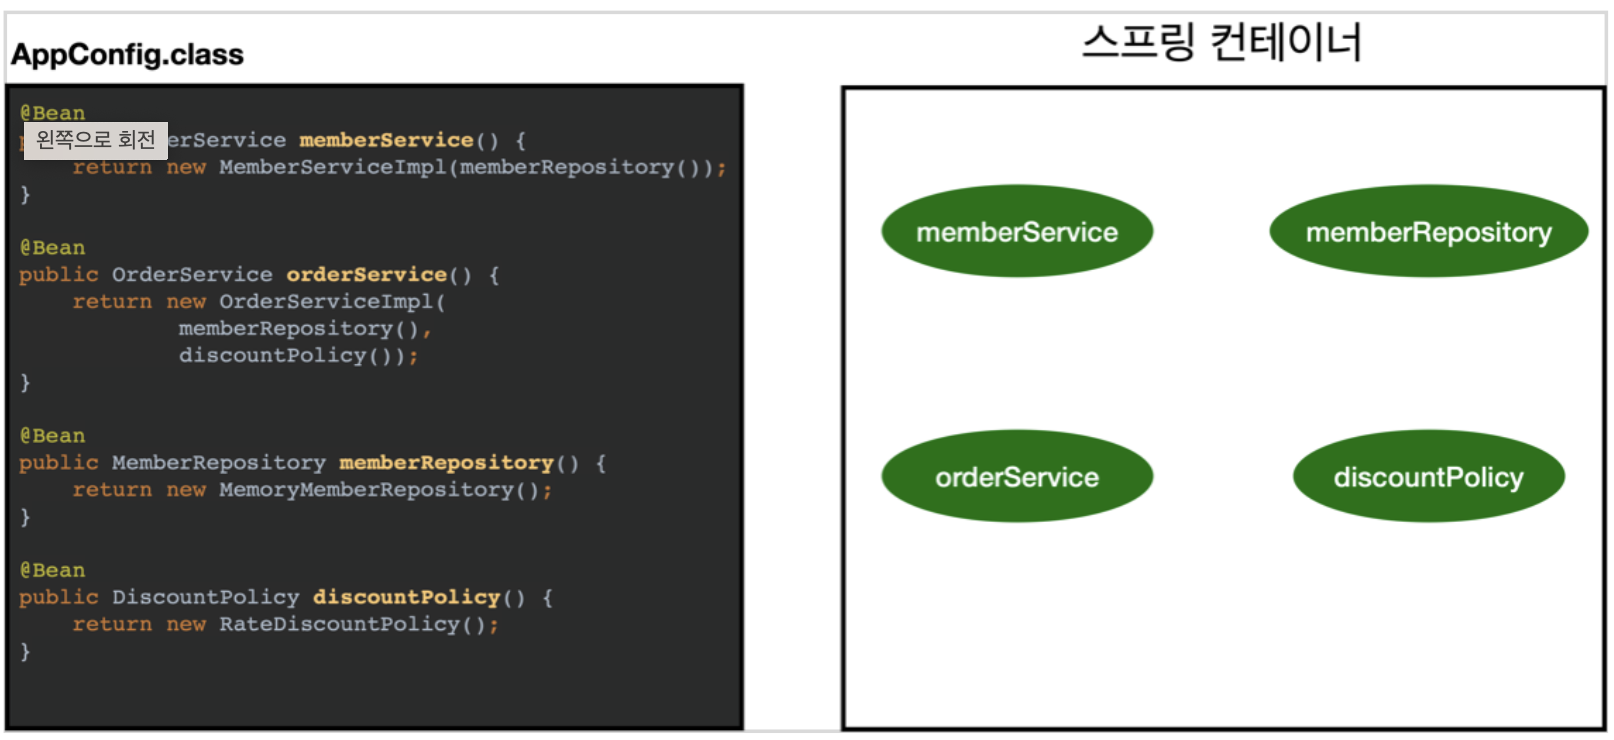 AppConfig.class
스프링 컨테이너
@Bean
왼쪽으로 회전
erService memberService() {
    return new MemberServiceImpl(memberRepository());
}
@Bean
public OrderService orderService() {
    return new OrderServiceImpl(
            memberRepository(),
            discountPolicy());
}
@Bean
public MemberRepository memberRepository() {
    return new MemoryMemberRepository();
}
@Bean
public DiscountPolicy discountPolicy() {
    return new RateDiscountPolicy();
}
memberService
memberRepository
orderService
discountPolicy